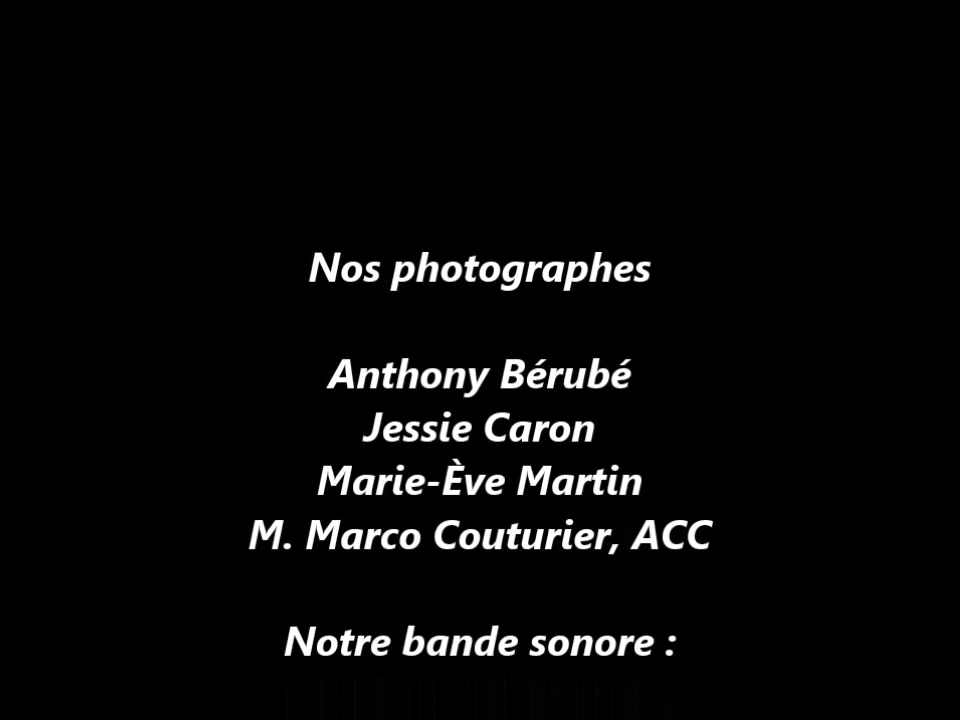 Nos photographes
Anthony Bérubé
Jessie Caron
Marie-Ève Martin
M. Marco Couturier, ACC
Notre bande sonore :